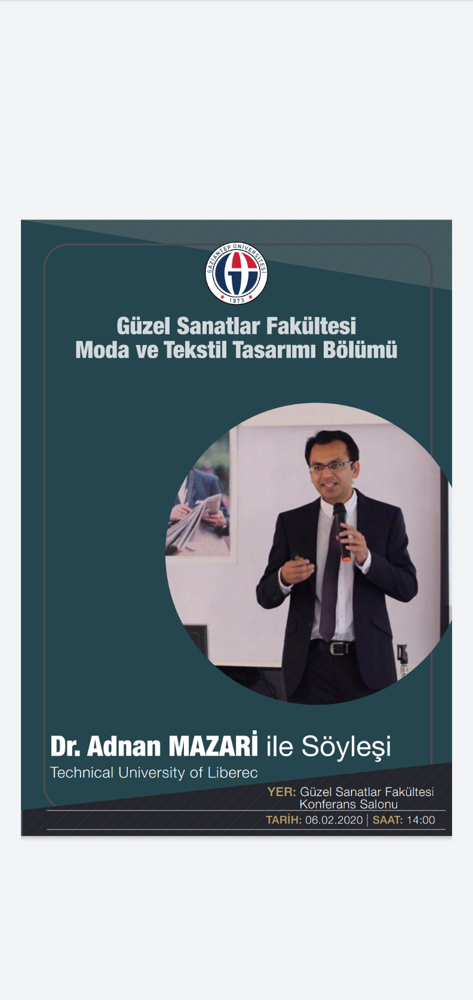 GAZİANTEP ÜNİVERSİTESİ
1973
Güzel Sanatlar Fakültesi
Moda ve Tekstil Tasarımı Bölümü
Dr. Adnan MAZARİ ile Söyleşi
Technical University of Liberec
YER: Güzel Sanatlar Fakültesi
Konferans Salonu
TARİH: 06.02.2020 | SAAT: 14:00